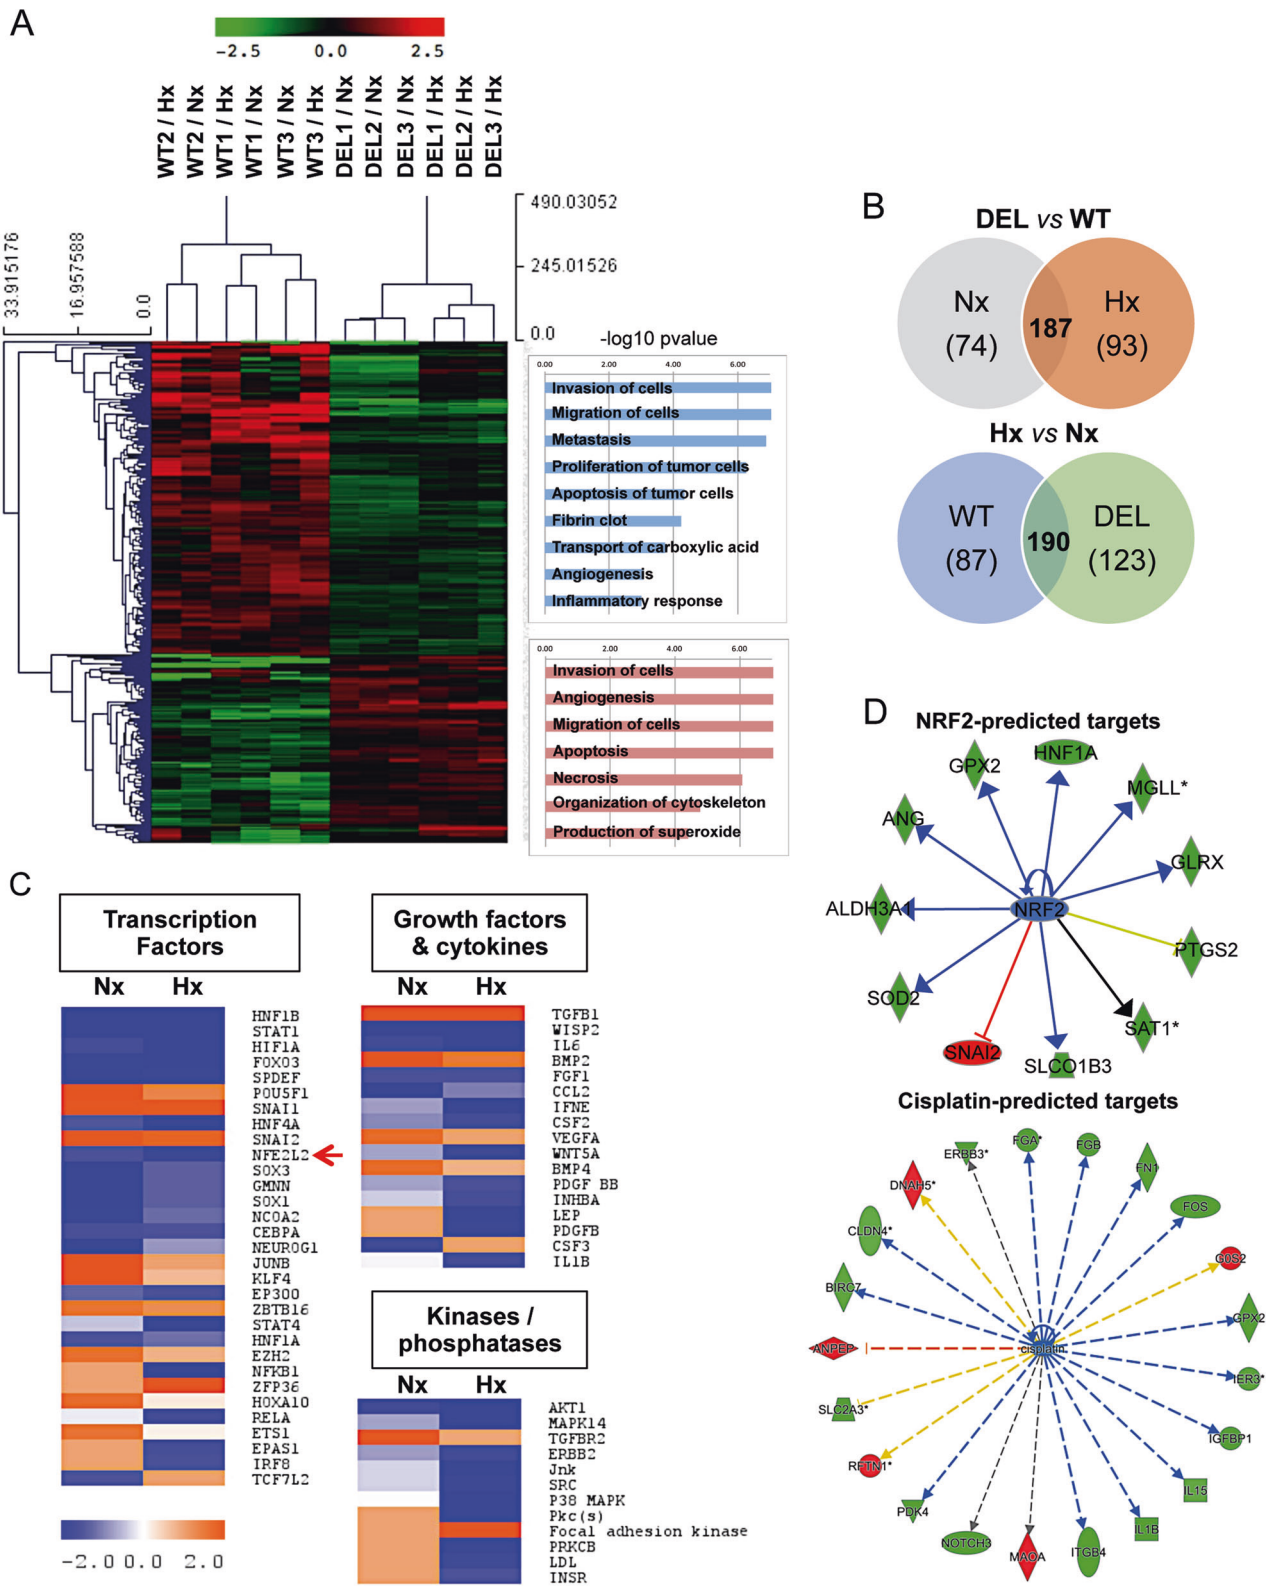 A
-2.5 0.0 2.5
WT2 / Hx
WT2 / Nx
WT1 / Hx
WT1 / Nx
WT3 / Nx
WT3 / Hx
DEL1 / Nx
DEL2 / Nx
DEL3 / Nx
DEL1 / Hx
DEL2 / Hx
DEL3 / Hx
33.915176
16.957588
0.0
490.03052
245.01526
0.0
-log10 pvalue
0.00 2.00 4.00 6.00
Invasion of cells
Migration of cells
Metastasis
Proliferation of tumor cells
Apoptosis of tumor cells
Fibrin clot
Transport of carboxylic acid
Angiogenesis
Inflammatory response
0.00 2.00 4.00 6.00
Invasion of cells
Angiogenesis
Migration of cells
Apoptosis
Necrosis
Organization of cytoskeleton
Production of superoxide
B
DEL vs WT
Nx
(74)
187
Hx
(93)
Hx vs Nx
WT
(87)
190
DEL
(123)
C
Transcription
Factors
Nx Hx
HNF1B
STAT1
HIF1A
FOXO3
SPDEF
POU5F1
SNAI1
HNF4A
SNAI2
NFE2L2
SOX3
GMNN
SOX1
NCOA2
CEBPA
NEUROG1
JUNB
KLF4
EP300
ZBTB16
STAT4
HNF1A
EZH2
NFKB1
ZFP36
HOXA10
RELA
ETS1
EPAS1
IRF8
TCF7L2
-2.0 0.0 2.0
Growth factors
& cytokines
Nx Hx
TGFB1
WISP2
IL6
BMP2
FGF1
CCL2
IFNE
CSF2
VEGFA
WNT5A
BMP4
PDGF BB
INHBA
LEP
PDGFB
CSF3
IL1B
Kinases /
phosphatases
Nx Hx
AKT1
MAPK14
TGFBR2
ERBB2
Jnk
SRC
P38 MAPK
Pkc(s)
Focal adhesion kinase
PRKCB
LDL
INSR
D
NRF2-predicted targets
HNF1A
GPX2
MGLL*
ANG
GLRX
ALDH3A1
NRF2
PTGS2
SOD2
SAT1*
SNAI2
SLCO1B3
Cisplatin-predicted targets
FGA*
FGB
ERBB3*
FN1
DNAH5*
FOS
CLDN4*
G0S2
BIRC7
GPX2
ANPEP
cisplatin
IER3*
SLC2A3*
IGFBP1
RFTN1*
IL15
PDK4
IL1B
NOTCH3
MAOA
ITGB4